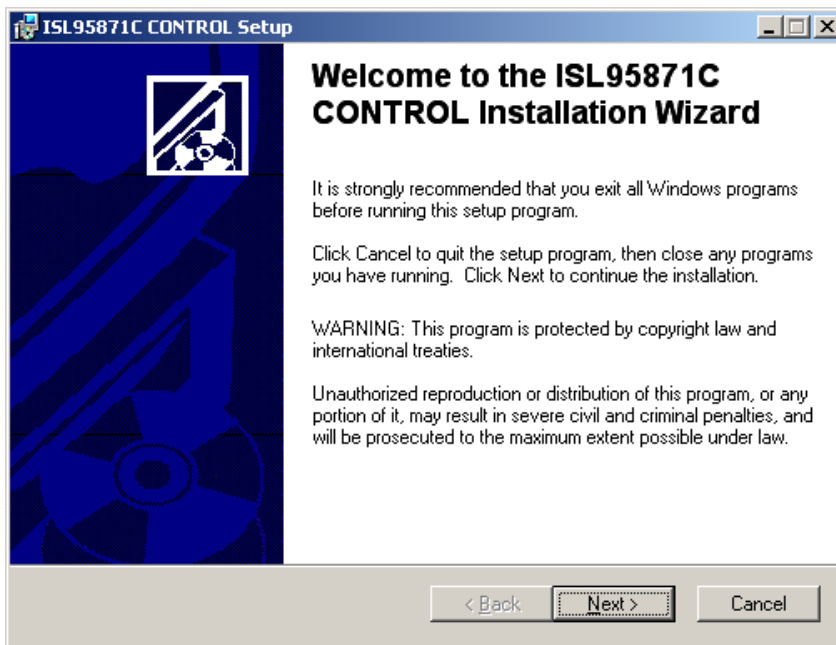 ISL95871C CONTROL Setup
Welcome to the ISL95871C
CONTROL Installation Wizard
It is strongly recommended that you exit all Windows programs
before running this setup program.
Click Cancel to quit the setup program, then close any programs
you have running. Click Next to continue the installation.
WARNING: This program is protected by copyright law and
international treaties.
Unauthorized reproduction or distribution of this program, or any
portion of it, may result in severe civil and criminal penalties, and
will be prosecuted to the maximum extent possible under law.
< Back Next > Cancel